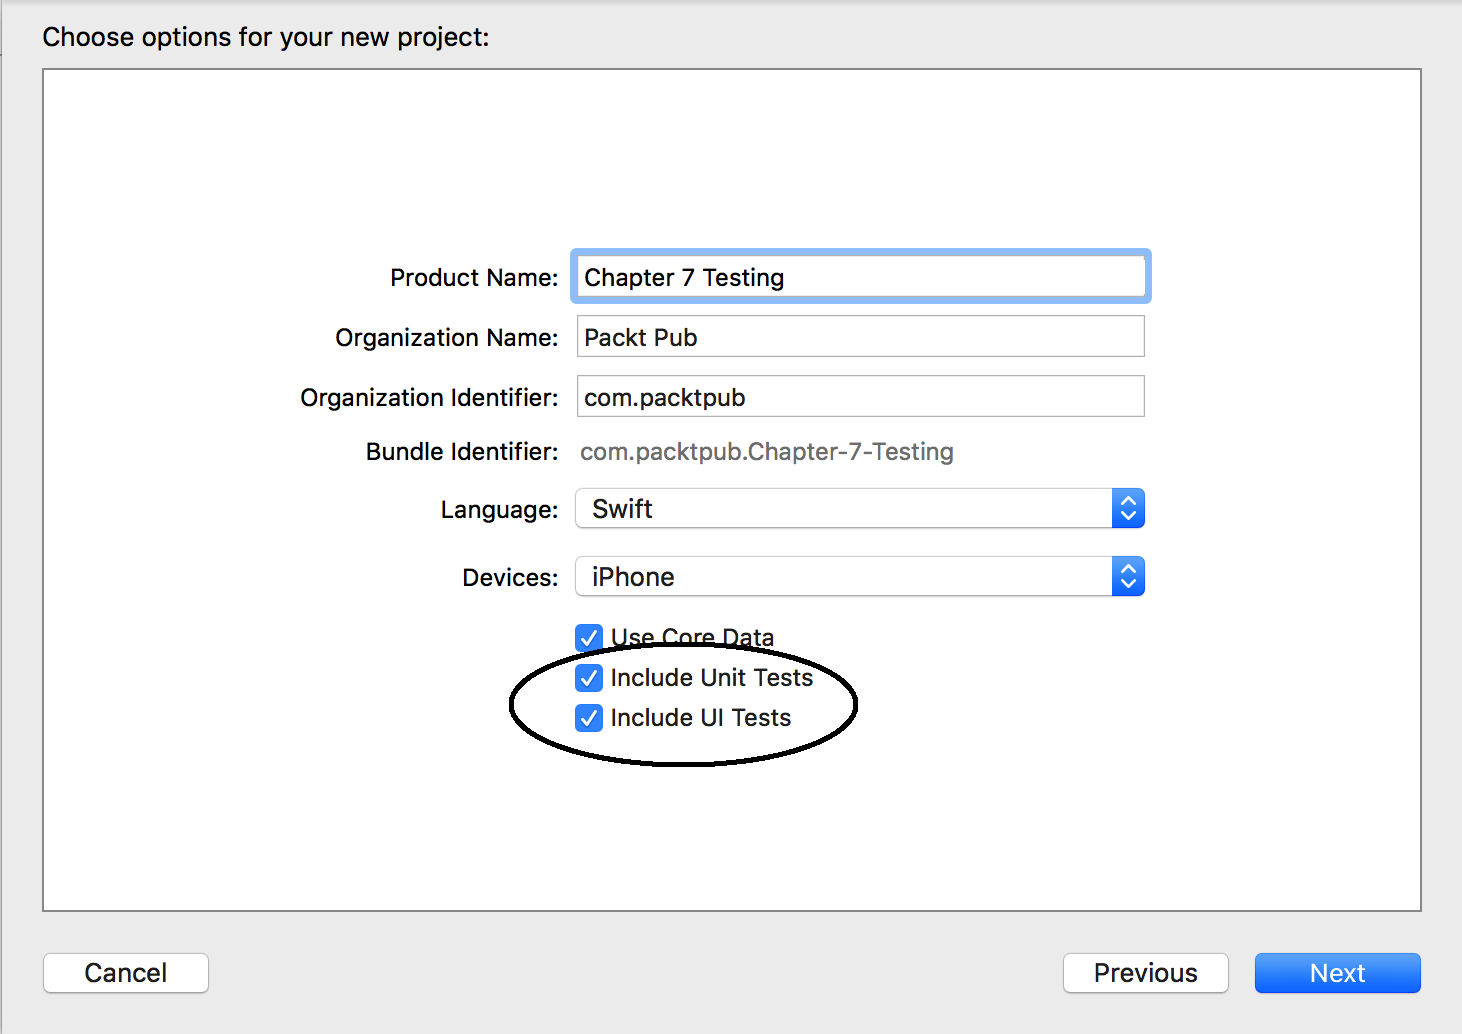 Choose options for your new project:
Product Name: Chapter 7 Testing
Organization Name: Packt Pub
Organization Identifier: com.packtpub
Bundle Identifier: com.packtpub.Chapter-7-Testing
Language: Swift
Devices: iPhone
Use Core Data
Include Unit Tests
Include UI Tests
Cancel Previous Next